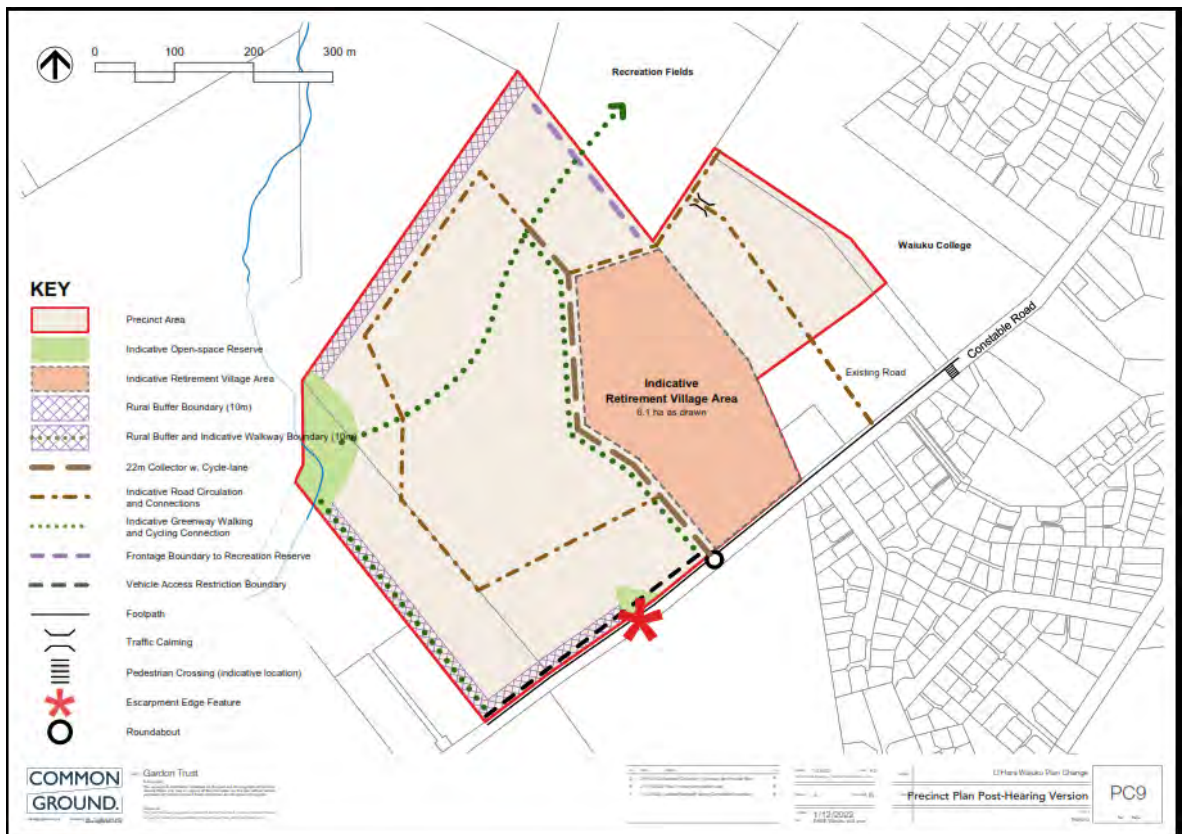 0 100 200 300 m
Recreation Fields
Waiuku College
Constable Road
Existing Road
Indicative
Retirement Village Area
6.1 ha as drawn
KEY
Precinct Area
Indicative Open-space Reserve
Indicative Retirement Village Area
Rural Buffer Boundary (10m)
Rural Buffer and Indicative Walkway Boundary (10m)
22m Collector w. Cycle-lane
Indicative Road Circulation
and Connections
Indicative Greenway Walking
and Cycling Connection
Frontage Boundary to Recreation Reserve
Vehicle Access Restriction Boundary
Footpath
Traffic Calming
Pedestrian Crossing (indicative location)
Escarpment Edge Feature
Roundabout
COMMON
GROUND.
Gardon Trust
1/12/2022
O'Hara Waiuku Plan Change
Precinct Plan Post-Hearing Version
PC9